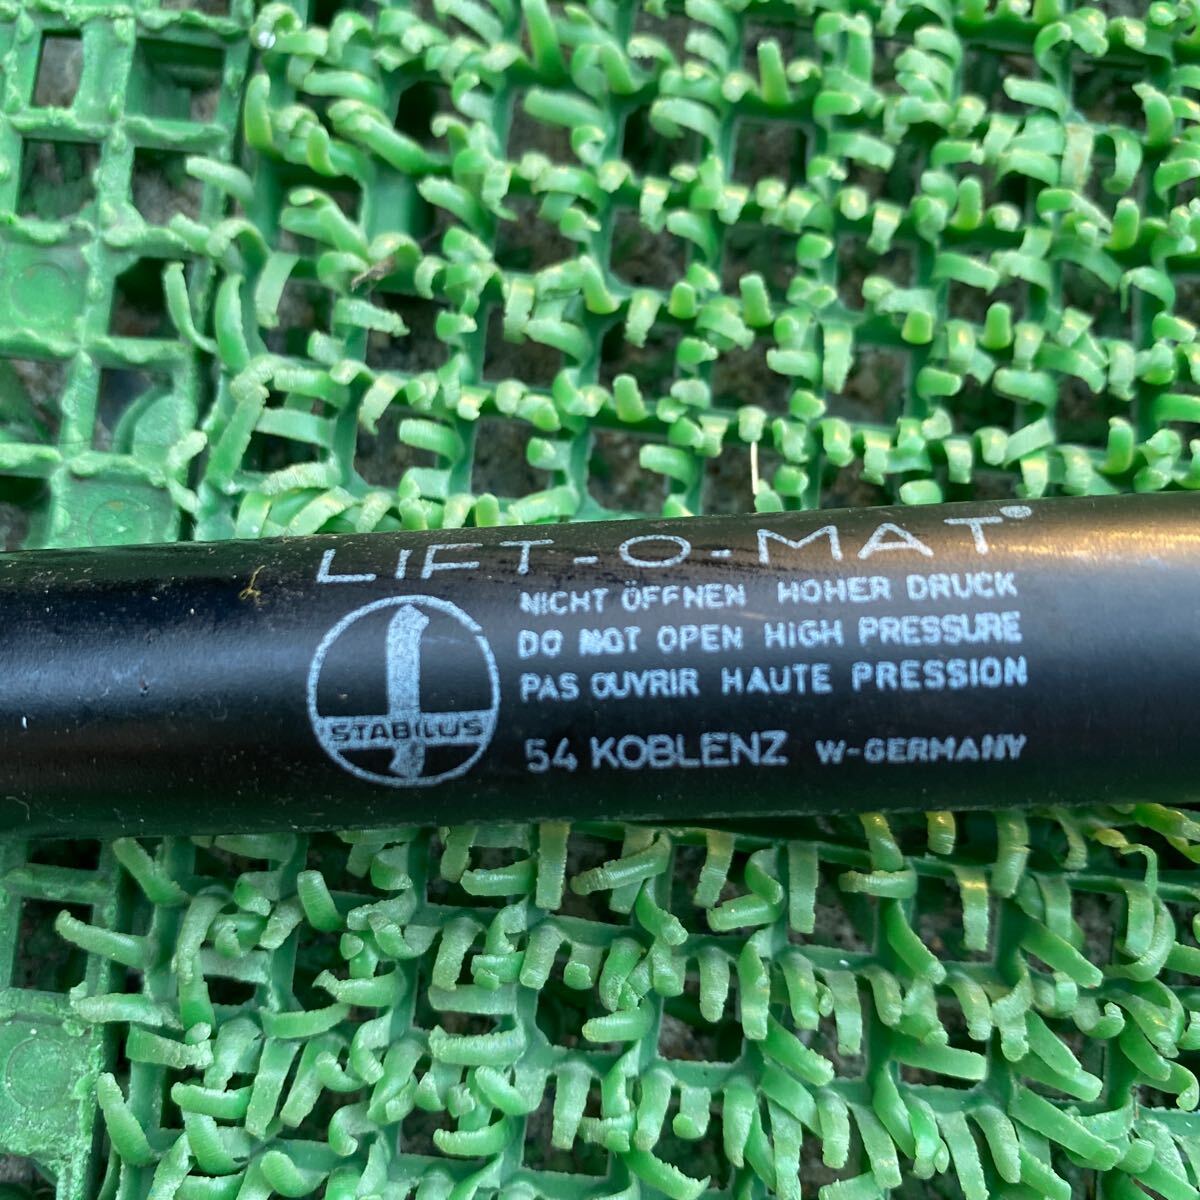 LIFT-O-MAT®
NICHT ÖFFNEN HOHER DRUCK
DO NOT OPEN HIGH PRESSURE
PAS OUVRIR HAUTE PRESSION
STABILUS
54 KOBLENZ W-GERMANY